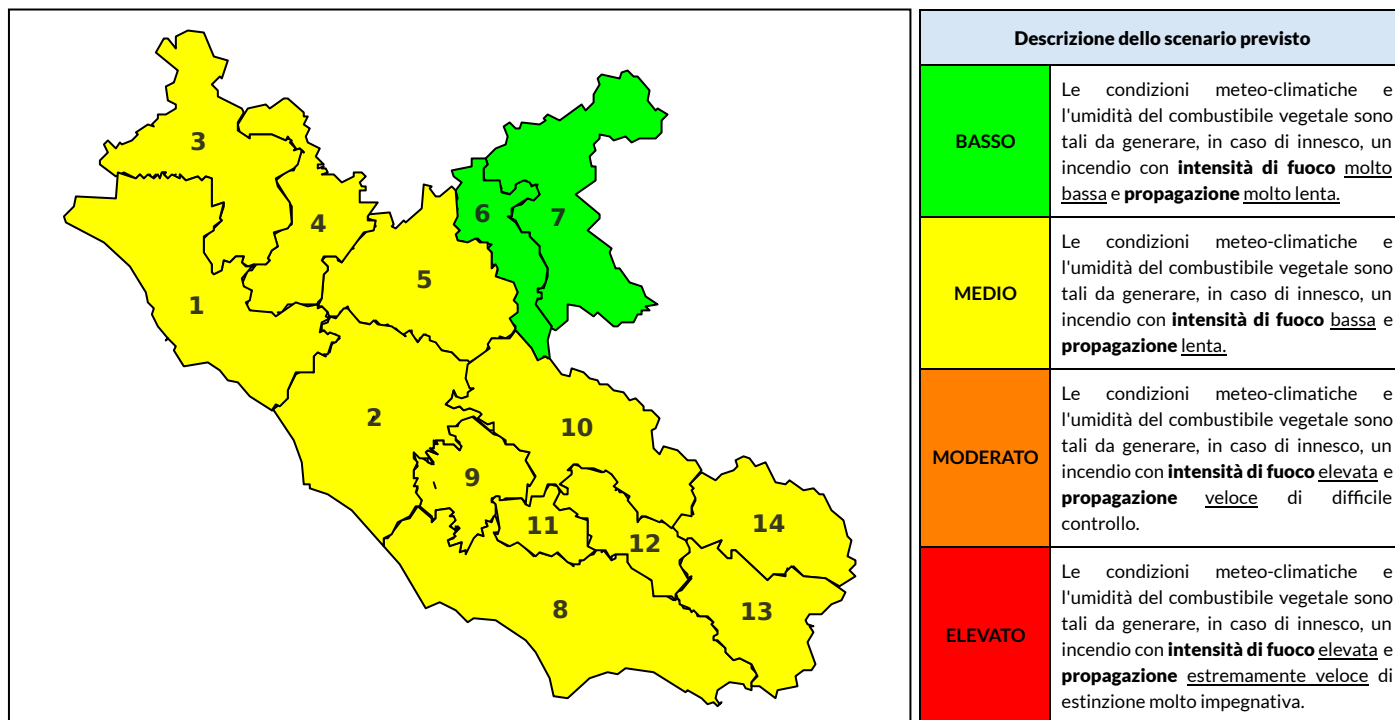 3
4
6
7
5
1
2
10
9
11
12
14
8
13
Descrizione dello scenario previsto
BASSO
Le condizioni meteo-climatiche e
l'umidità del combustibile vegetale sono
tali da generare, in caso di innesco, un
incendio con intensità di fuoco molto
bassa e propagazione molto lenta.
MEDIO
Le condizioni meteo-climatiche e
l'umidità del combustibile vegetale sono
tali da generare, in caso di innesco, un
incendio con intensità di fuoco bassa e
propagazione lenta.
MODERATO
Le condizioni meteo-climatiche e
l'umidità del combustibile vegetale sono
tali da generare, in caso di innesco, un
incendio con intensità di fuoco elevata e
propagazione veloce di difficile
controllo.
ELEVATO
Le condizioni meteo-climatiche e
l'umidità del combustibile vegetale sono
tali da generare, in caso di innesco, un
incendio con intensità di fuoco elevata e
propagazione estremamente veloce di
estinzione molto impegnativa.